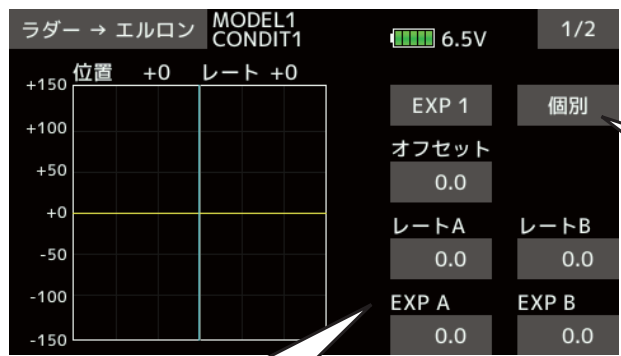 ラダー → エルロン MODEL1 6.5V 1/2
CONDIT1
位置 +0 レート +0
+150
+100
+50
+0
-50
-100
-150
EXP 1 個別
オフセット
0.0
レートA レートB
0.0 0.0
EXP A EXP B
0.0 0.0